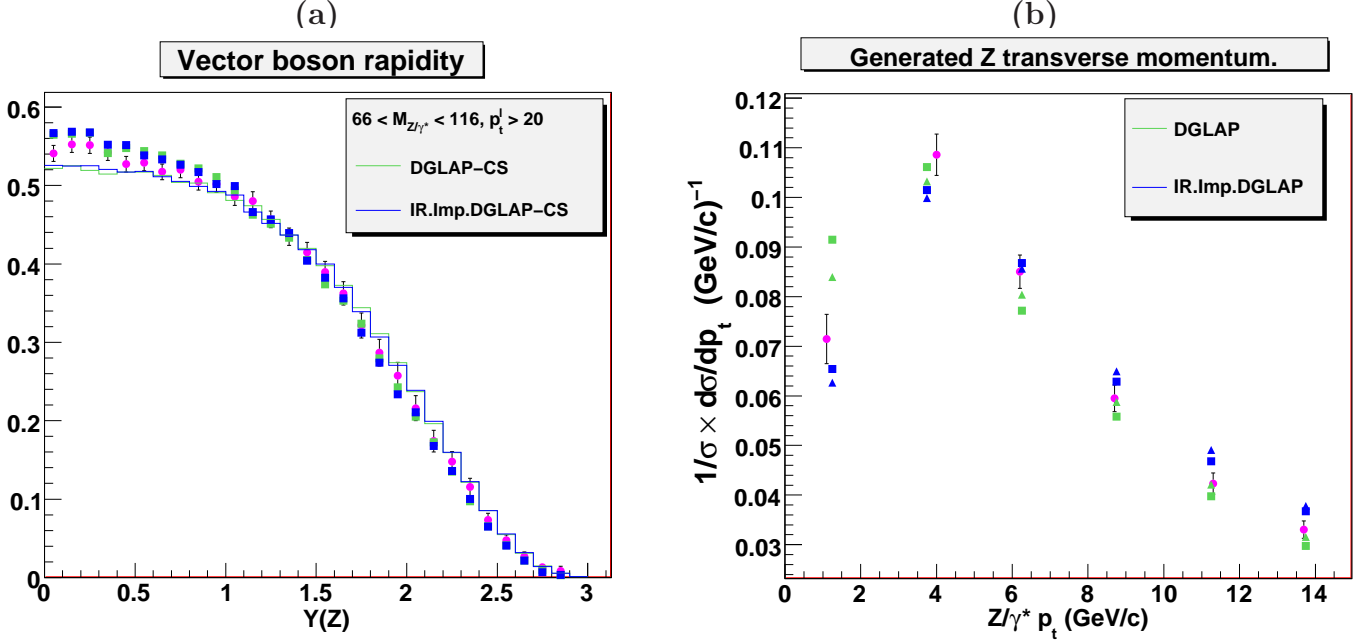 (a)
Vector boson rapidity
0.6
0.5
0.4
0.3
0.2
0.1
0
66 < M_{Z/γ*} < 116, p_t^l > 20
DGLAP−CS
IR.Imp.DGLAP−CS
0 0.5 1 1.5 2 2.5 3
Y(Z)
(b)
Generated Z transverse momentum.
1/σ × dσ/dp_t (GeV/c)^{−1}
0.12
0.11
0.1
0.09
0.08
0.07
0.06
0.05
0.04
0.03
DGLAP
IR.Imp.DGLAP
0 2 4 6 8 10 12 14
Z/γ* p_t (GeV/c)